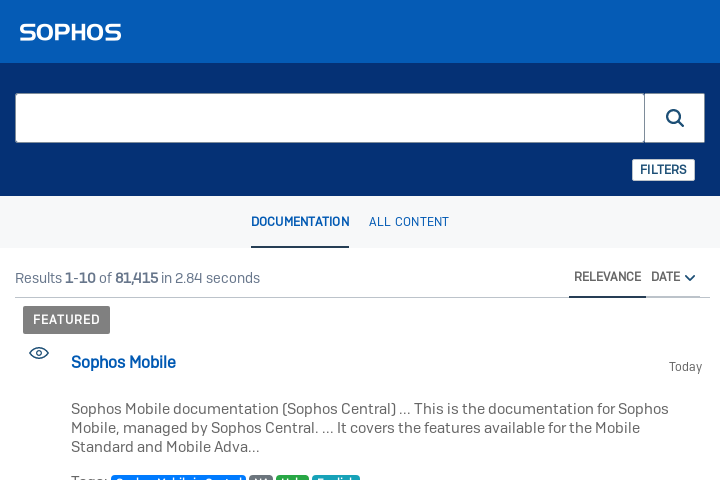 SOPHOS
FILTERS
DOCUMENTATION ALL CONTENT
Results 1-10 of 81,415 in 2.84 seconds
RELEVANCE DATE
FEATURED
Sophos Mobile
Today
Sophos Mobile documentation (Sophos Central) ... This is the documentation for Sophos
Mobile, managed by Sophos Central. ... It covers the features available for the Mobile
Standard and Mobile Adva...